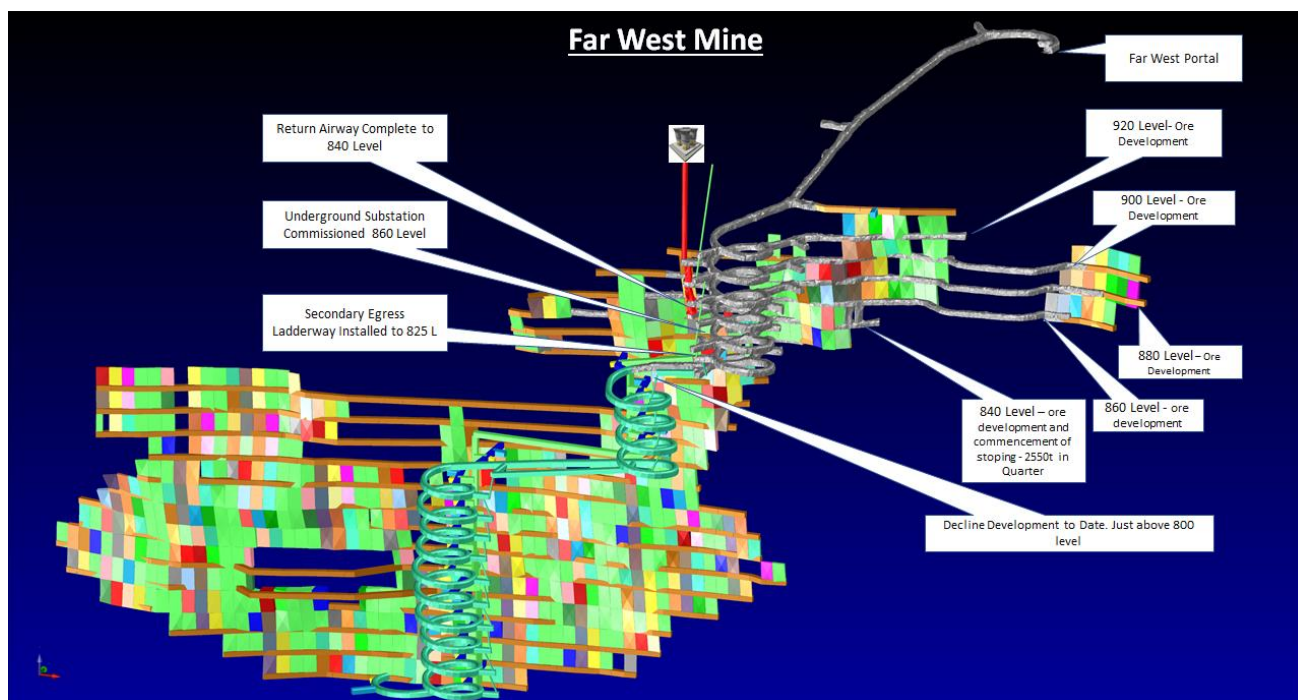 Far West Mine
Far West Portal
Return Airway Complete to
840 Level
920 Level- Ore
Development
Underground Substation
Commissioned 860 Level
900 Level - Ore
Development
Secondary Egress
Ladderway Installed to 825 L
880 Level – Ore
Development
840 Level – ore
development and
commencement of
stoping - 2550t in
Quarter
860 Level - ore
development
Decline Development to Date. Just above 800
level